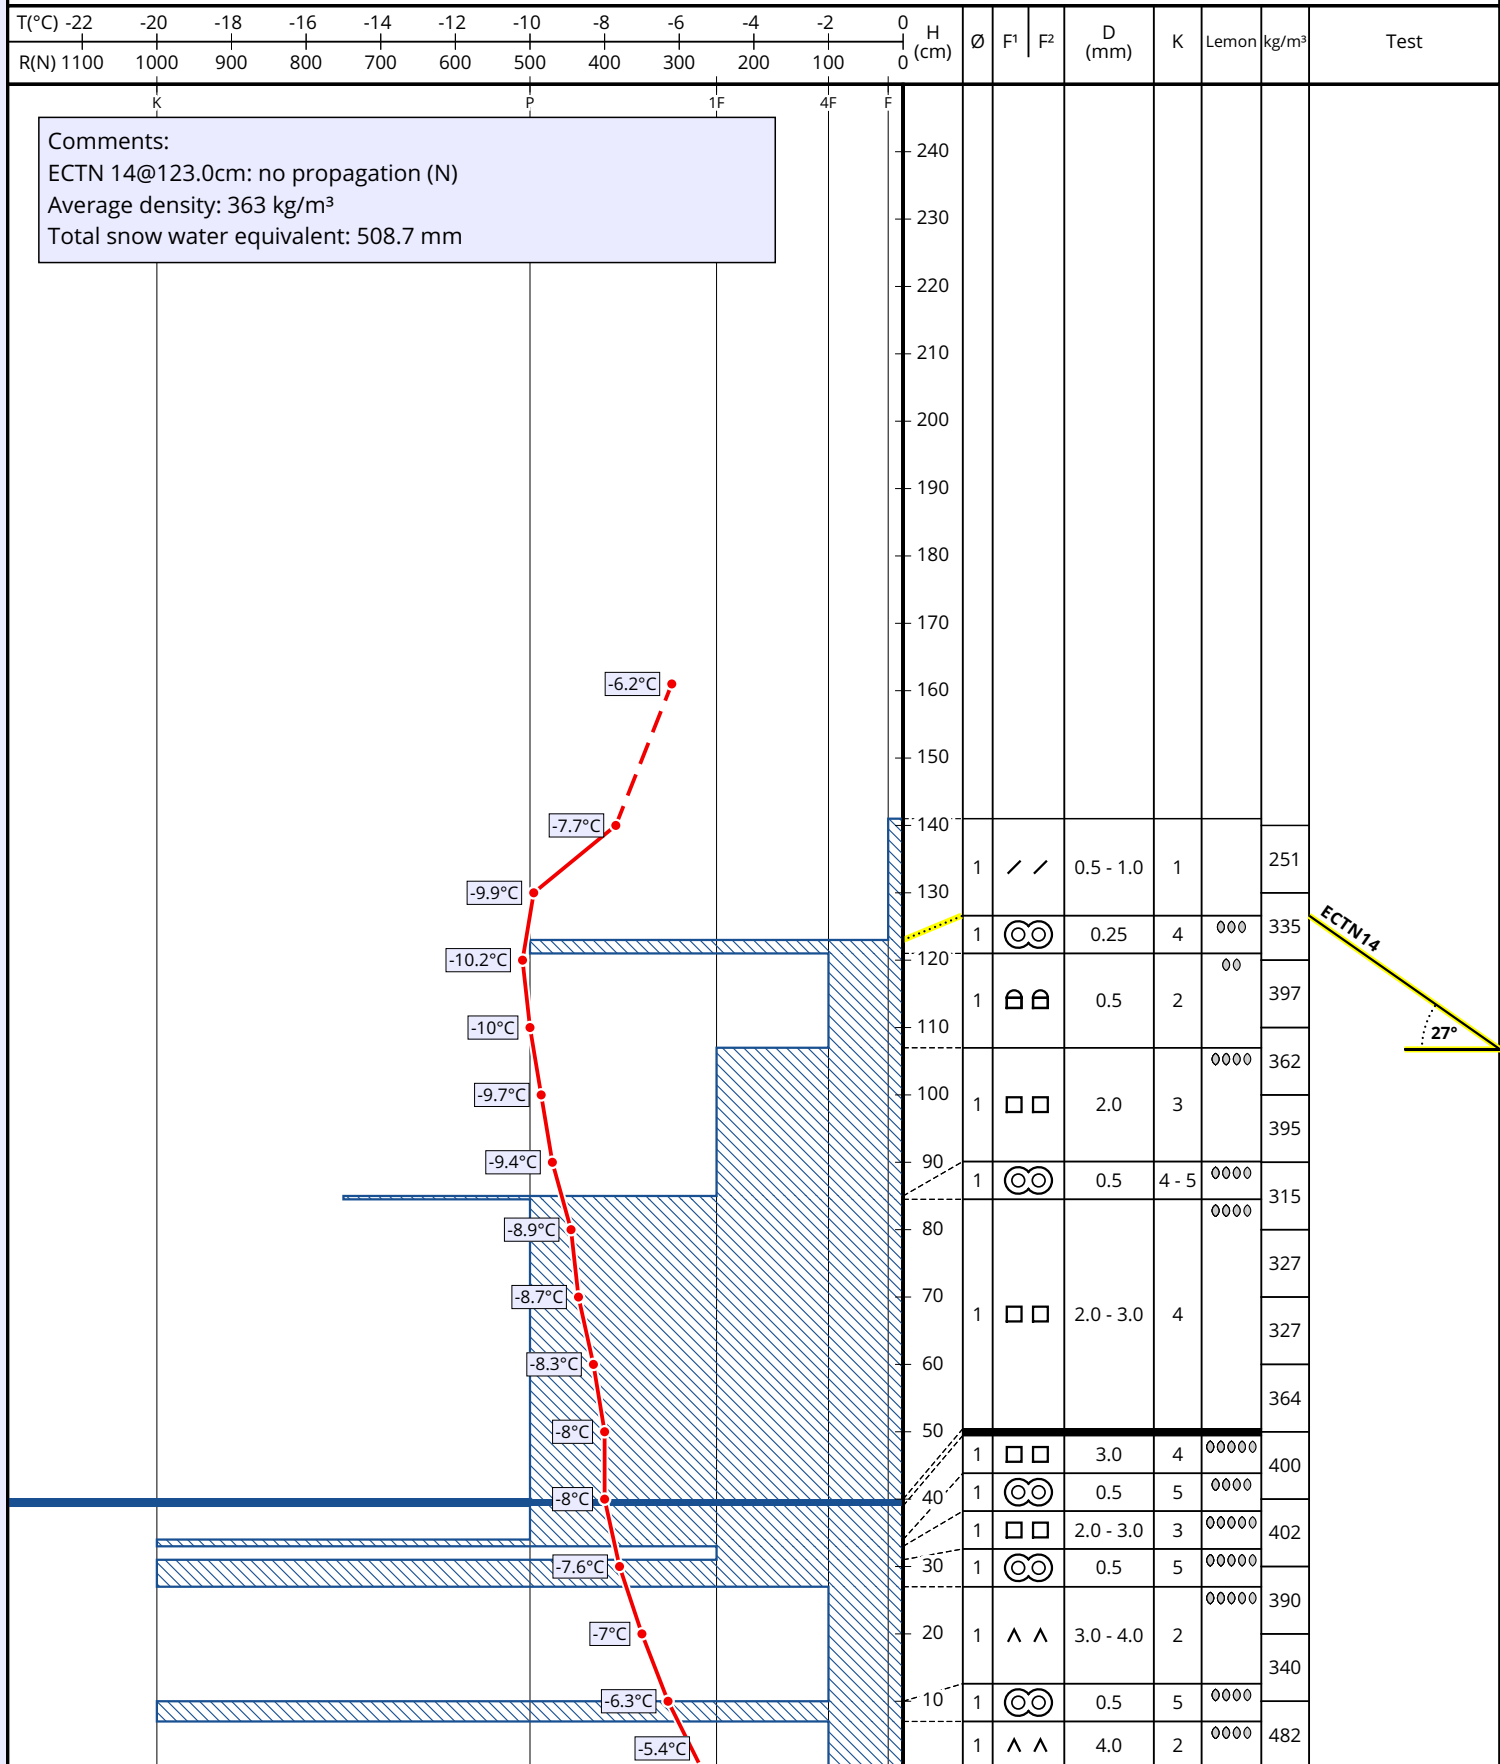 T(°C) -22 -20 -18 -16 -14 -12 -10 -8 -6 -4 -2 0
R(N) 1100 1000 900 800 700 600 500 400 300 200 100 0
H (cm) Ø F¹ F² D (mm) K Lemon kg/m³ Test
K P 1F 4F F
Comments:
ECTN 14@123.0cm: no propagation (N)
Average density: 363 kg/m³
Total snow water equivalent: 508.7 mm
240
230
220
210
200
190
180
170
-6.2°C 160
150
-7.7°C 140
1 0.5 - 1.0 1 251
-9.9°C 130
ECTN14
1 0.25 4 335
-10.2°C 120
1 0.5 2 397
-10°C 110
27°
362
-9.7°C 100
1 2.0 3
395
-9.4°C 90
1 0.5 4 - 5 315
-8.9°C 80
327
-8.7°C 70
1 2.0 - 3.0 4
327
-8.3°C 60
364
-8°C 50
1 3.0 4 400
-8°C 40
1 0.5 5
1 2.0 - 3.0 3 402
-7.6°C 30
1 0.5 5
390
-7°C 20
1 3.0 - 4.0 2
340
-6.3°C 10
1 0.5 5
482
-5.4°C
1 4.0 2